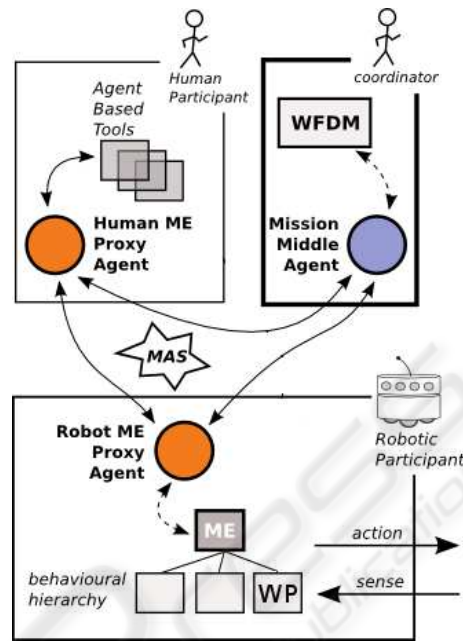 Human
Participant
coordinator
Agent
Based
Tools
WFDM
Human ME
Proxy
Agent
Mission
Middle
Agent
MAS
Robot ME
Proxy
Agent
Robotic
Participant
ME
action
behavioural
hierarchy
WP
sense